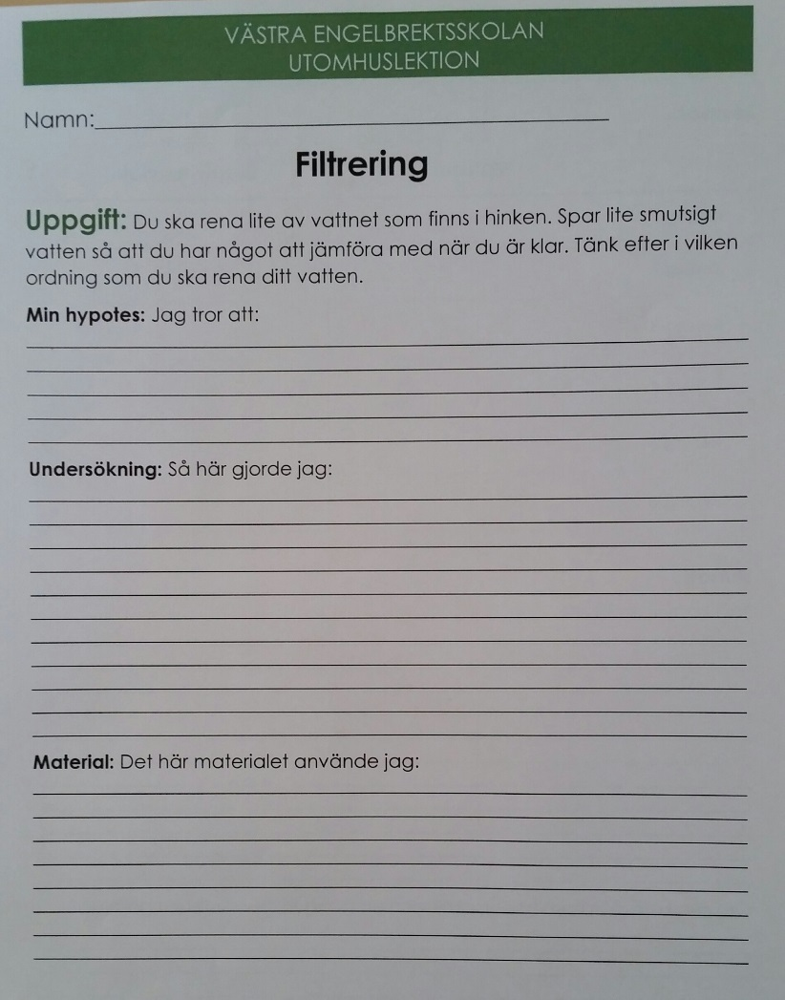 VÄSTRA ENGELBREKTSSKOLAN
UTOMHUSLEKTION
Namn:
Filtrering
Uppgift: Du ska rena lite av vattnet som finns i hinken. Spar lite smutsigt
vatten så att du har något att jämföra med när du är klar. Tänk efter i vilken
ordning som du ska rena ditt vatten.
Min hypotes: Jag tror att:
Undersökning: Så här gjorde jag:
Material: Det här materialet använde jag: